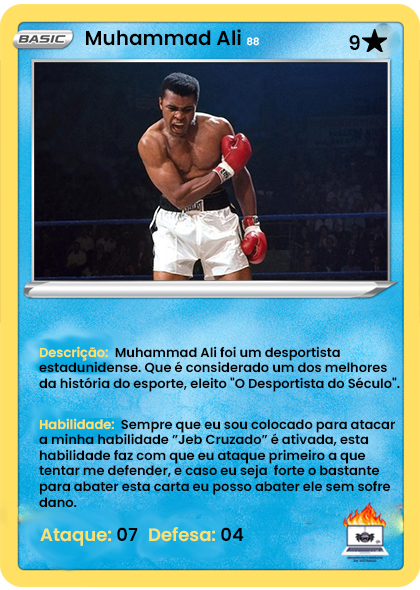 BASIC Muhammad Ali 88 9★
Descrição: Muhammad Ali foi um desportista
estadunidense. Que é considerado um dos melhores
da história do esporte, eleito "O Desportista do Século".
Habilidade: Sempre que eu sou colocado para atacar
a minha habilidade ”Jeb Cruzado” é ativada, esta
habilidade faz com que eu ataque primeiro a que
tentar me defender, e caso eu seja forte o bastante
para abater esta carta eu posso abater ele sem sofre
dano.
Ataque: 07 Defesa: 04